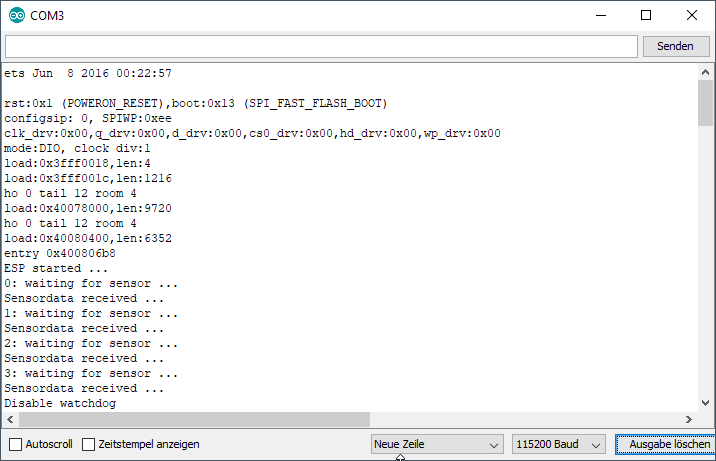 COM3
Senden
ets Jun  8 2016 00:22:57
rst:0x1 (POWERON_RESET),boot:0x13 (SPI_FAST_FLASH_BOOT)
configsip: 0, SPIWP:0xee
clk_drv:0x00,q_drv:0x00,d_drv:0x00,cs0_drv:0x00,hd_drv:0x00,wp_drv:0x00
mode:DIO, clock div:1
load:0x3fff0018,len:4
load:0x3fff001c,len:1216
ho 0 tail 12 room 4
load:0x40078000,len:9720
ho 0 tail 12 room 4
load:0x40080400,len:6352
entry 0x400806b8
ESP started ...
0: waiting for sensor ...
Sensordata received ...
1: waiting for sensor ...
Sensordata received ...
2: waiting for sensor ...
Sensordata received ...
3: waiting for sensor ...
Sensordata received ...
Disable watchdog
Autoscroll Zeitstempel anzeigen Neue Zeile 115200 Baud Ausgabe löschen